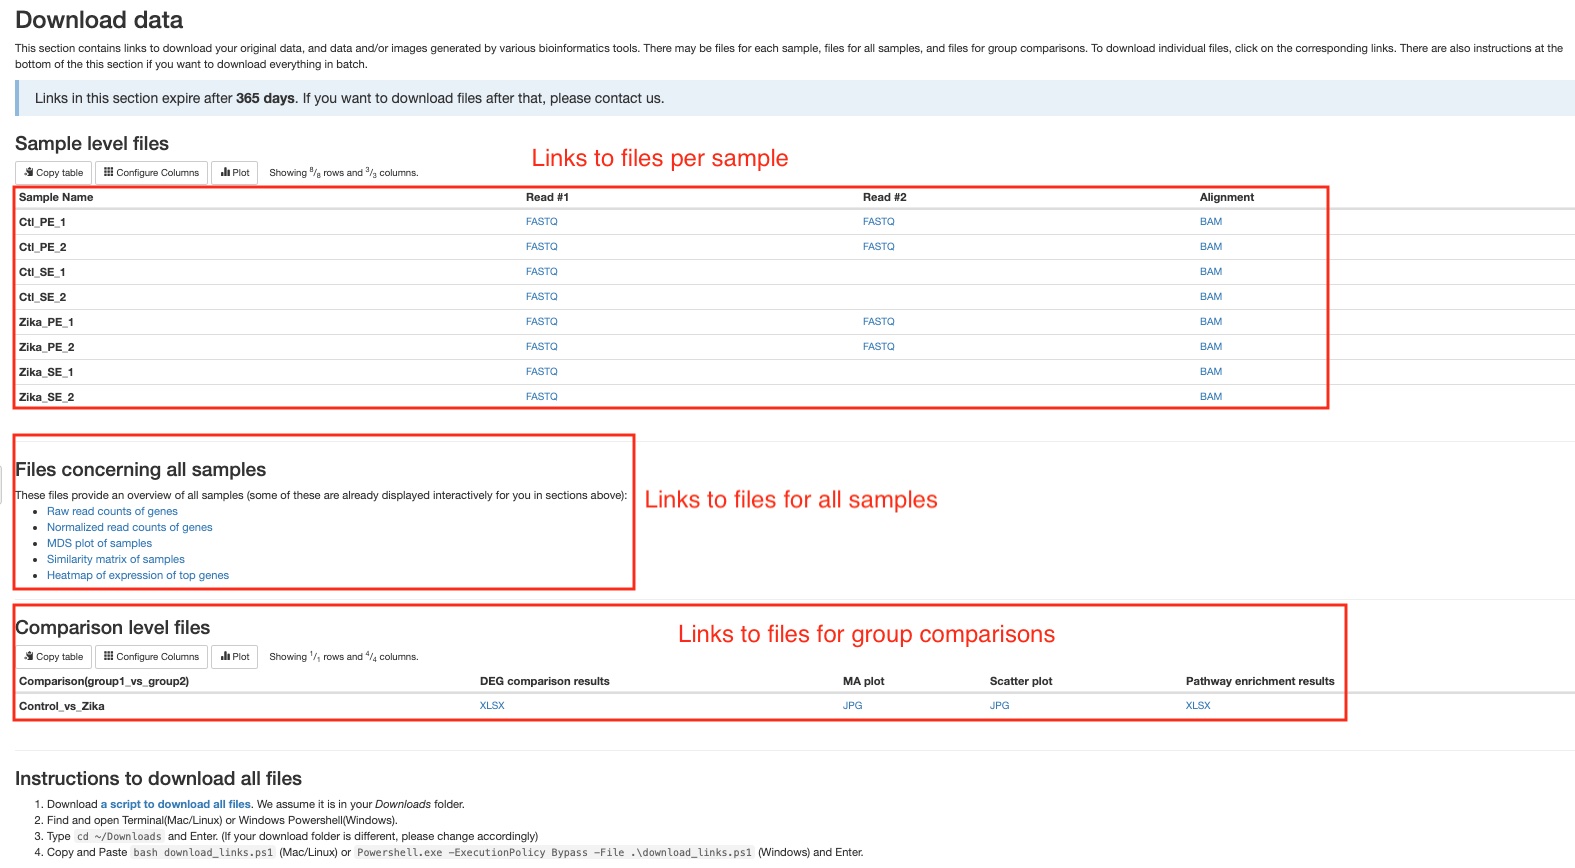 Download data
This section contains links to download your original data, and data and/or images generated by various bioinformatics tools. There may be files for each sample, files for all samples, and files for group comparisons. To download individual files, click on the corresponding links. There are also instructions at the
bottom of the this section if you want to download everything in batch.
Links in this section expire after 365 days. If you want to download files after that, please contact us.
Sample level files
Links to files per sample
Copy table Configure Columns Plot Showing 8/8 rows and 3/3 columns.
Sample Name Read #1 Read #2 Alignment
Ctl_PE_1 FASTQ FASTQ BAM
Ctl_PE_2 FASTQ FASTQ BAM
Ctl_SE_1 FASTQ BAM
Ctl_SE_2 FASTQ BAM
Zika_PE_1 FASTQ FASTQ BAM
Zika_PE_2 FASTQ FASTQ BAM
Zika_SE_1 FASTQ BAM
Zika_SE_2 FASTQ BAM
Files concerning all samples
These files provide an overview of all samples (some of these are already displayed interactively for you in sections above):
Links to files for all samples
Raw read counts of genes
Normalized read counts of genes
MDS plot of samples
Similarity matrix of samples
Heatmap of expression of top genes
Comparison level files
Links to files for group comparisons
Copy table Configure Columns Plot Showing 1/1 rows and 4/4 columns.
Comparison(group1_vs_group2) DEG comparison results MA plot Scatter plot Pathway enrichment results
Control_vs_Zika XLSX JPG JPG XLSX
Instructions to download all files
1. Download a script to download all files. We assume it is in your Downloads folder.
2. Find and open Terminal(Mac/Linux) or Windows Powershell(Windows).
3. Type cd ~/Downloads and Enter. (If your download folder is different, please change accordingly)
4. Copy and Paste bash download_links.ps1 (Mac/Linux) or Powershell.exe -ExecutionPolicy Bypass -File .\download_links.ps1 (Windows) and Enter.